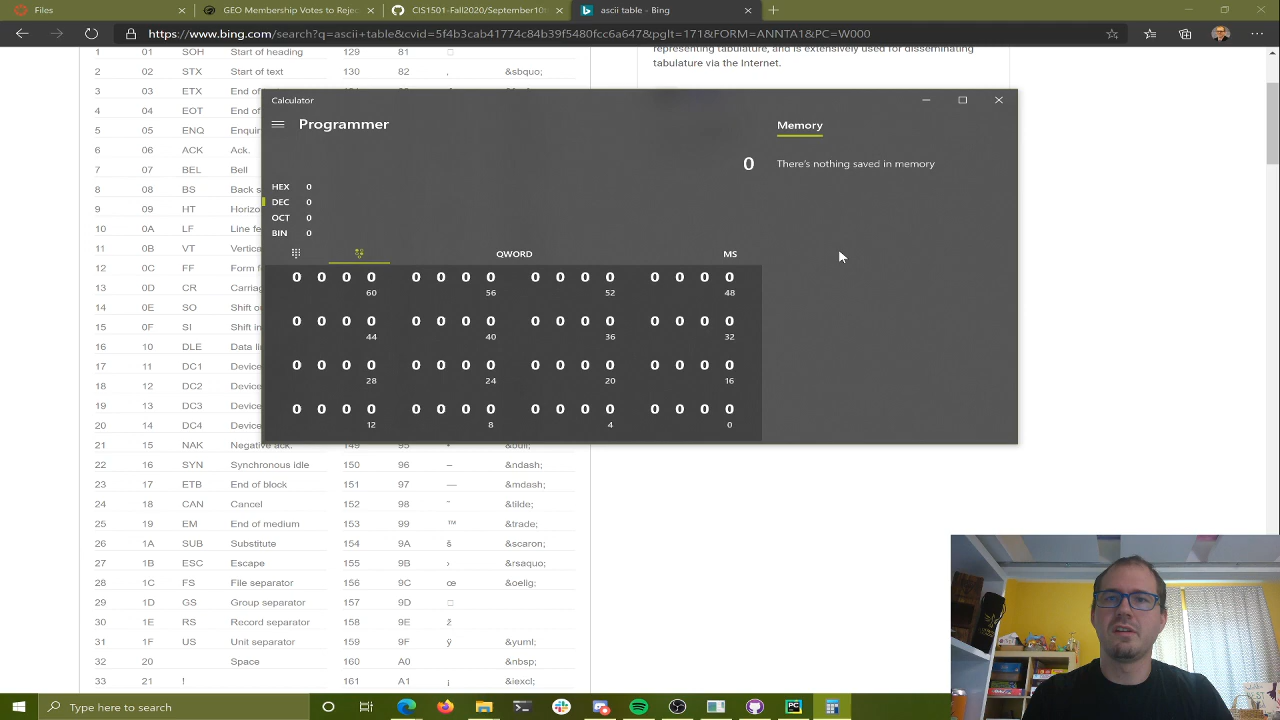 Files
GEO Membership Votes to Rejec
CIS1501-Fall2020/September10th
ascii table - Bing
https://www.bing.com/search?q=ascii+table&cvid=5f4b3cab417744c84b39f5480fcc6a647&pglt=171&FORM=ANNTA1&PC=W000
representing tabulature, and is extensively used for disseminating
tabulature via the Internet.
1 01 SOH Start of heading 129 81
2 02 STX Start of text 130 82 , &sbquo;
3 03 ETX End of
4 04 EOT End of
5 05 ENQ Enquiry
6 06 ACK Ack.
7 07 BEL Bell
8 08 BS Back s
9 09 HT Horizo
10 0A LF Line fe
11 0B VT Vertica
12 0C FF Form f
13 0D CR Carria
14 0E SO Shift o
15 0F SI Shift in
16 10 DLE Data li
17 11 DC1 Device
18 12 DC2 Device
19 13 DC3 Device
20 14 DC4 Device
21 15 NAK Negative ack. 149 95 • &bull;
22 16 SYN Synchronous idle 150 96 – &ndash;
23 17 ETB End of block 151 97 — &mdash;
24 18 CAN Cancel 152 98 ˜ &tilde;
25 19 EM End of medium 153 99 ™ &trade;
26 1A SUB Substitute 154 9A š &scaron;
27 1B ESC Escape 155 9B › &rsaquo;
28 1C FS File separator 156 9C œ &oelig;
29 1D GS Group separator 157 9D
30 1E RS Record separator 158 9E ž
31 1F US Unit separator 159 9F ÿ &yuml;
32 20 Space 160 A0 &nbsp;
33 21 ! 161 A1 ¡ &iexcl;
Calculator
Programmer
Memory
0
There's nothing saved in memory
HEX 0
DEC 0
OCT 0
BIN 0
QWORD
MS
0 0 0 0 0 0 0 0 0 0 0 0 0 0 0 0
60 56 52 48
0 0 0 0 0 0 0 0 0 0 0 0 0 0 0 0
44 40 36 32
0 0 0 0 0 0 0 0 0 0 0 0 0 0 0 0
28 24 20 16
0 0 0 0 0 0 0 0 0 0 0 0 0 0 0 0
12 8 4 0
Type here to search